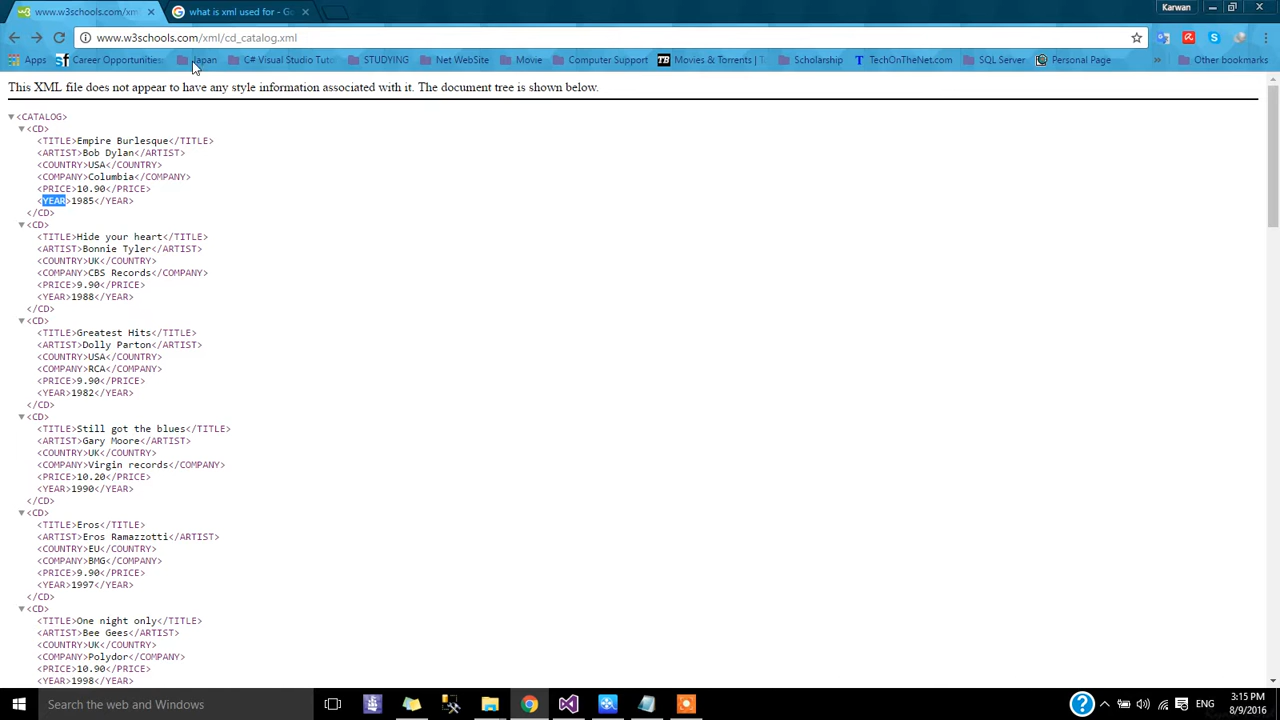 www.w3schools.com/xml
what is xml used for - Go
Karwan
www.w3schools.com/xml/cd_catalog.xml
Apps Career Opportunities Japan C# Visual Studio Tuto STUDYING Net WebSite Movie Computer Support Movies & Torrents | T Scholarship TechOnTheNet.com SQL Server Personal Page » Other bookmarks
This XML file does not appear to have any style information associated with it. The document tree is shown below.
<CATALOG>
<CD>
<TITLE>Empire Burlesque</TITLE>
<ARTIST>Bob Dylan</ARTIST>
<COUNTRY>USA</COUNTRY>
<COMPANY>Columbia</COMPANY>
<PRICE>10.90</PRICE>
<YEAR>1985</YEAR>
</CD>
<CD>
<TITLE>Hide your heart</TITLE>
<ARTIST>Bonnie Tyler</ARTIST>
<COUNTRY>UK</COUNTRY>
<COMPANY>CBS Records</COMPANY>
<PRICE>9.90</PRICE>
<YEAR>1988</YEAR>
</CD>
<CD>
<TITLE>Greatest Hits</TITLE>
<ARTIST>Dolly Parton</ARTIST>
<COUNTRY>USA</COUNTRY>
<COMPANY>RCA</COMPANY>
<PRICE>9.90</PRICE>
<YEAR>1982</YEAR>
</CD>
<CD>
<TITLE>Still got the blues</TITLE>
<ARTIST>Gary Moore</ARTIST>
<COUNTRY>UK</COUNTRY>
<COMPANY>Virgin records</COMPANY>
<PRICE>10.20</PRICE>
<YEAR>1990</YEAR>
</CD>
<CD>
<TITLE>Eros</TITLE>
<ARTIST>Eros Ramazzotti</ARTIST>
<COUNTRY>EU</COUNTRY>
<COMPANY>BMG</COMPANY>
<PRICE>9.90</PRICE>
<YEAR>1997</YEAR>
</CD>
<CD>
<TITLE>One night only</TITLE>
<ARTIST>Bee Gees</ARTIST>
<COUNTRY>UK</COUNTRY>
<COMPANY>Polydor</COMPANY>
<PRICE>10.90</PRICE>
<YEAR>1998</YEAR>
Search the web and Windows
ENG
3:15 PM
8/9/2016